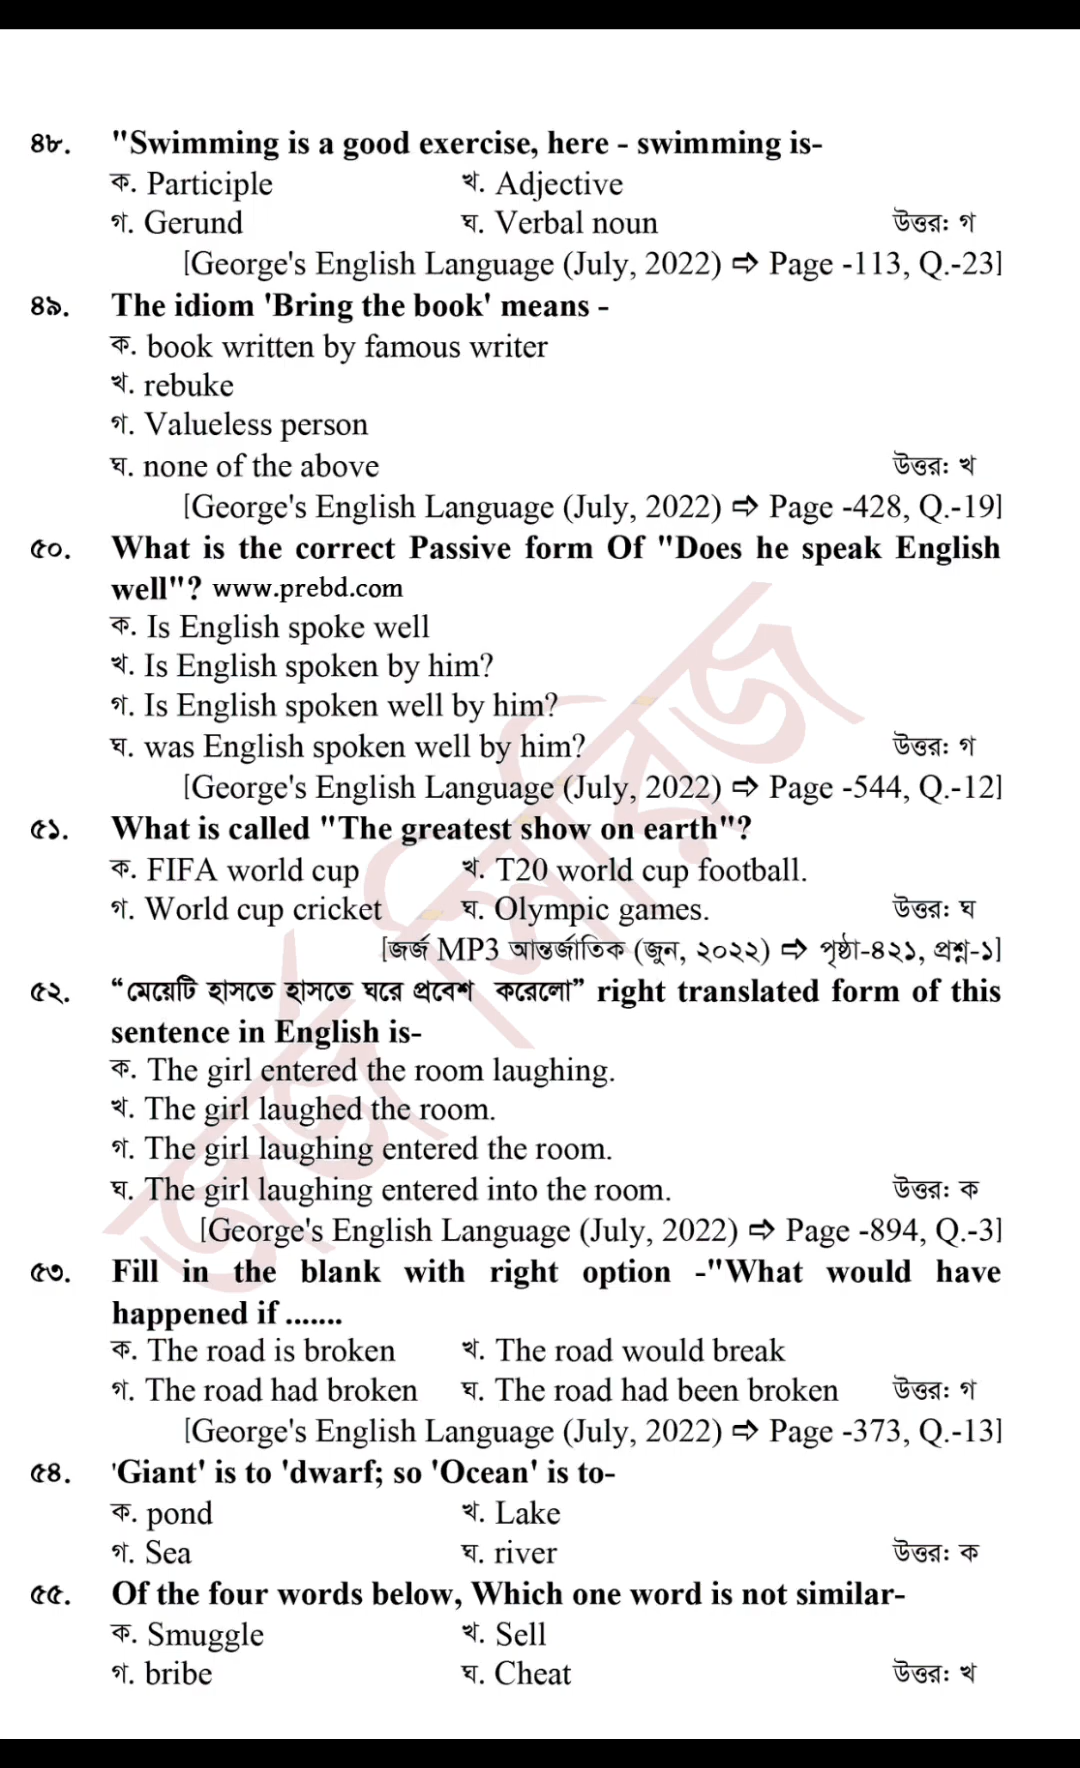 ৪৮. "Swimming is a good exercise, here - swimming is-
ক. Participle খ. Adjective
গ. Gerund ঘ. Verbal noun উত্তরঃ গ
[George's English Language (July, 2022) ⇨ Page -113, Q.-23]
৪৯. The idiom 'Bring the book' means -
ক. book written by famous writer
খ. rebuke
গ. Valueless person
ঘ. none of the above উত্তরঃ খ
[George's English Language (July, 2022) ⇨ Page -428, Q.-19]
৫০. What is the correct Passive form Of "Does he speak English
well"? www.prebd.com
ক. Is English spoke well
খ. Is English spoken by him?
গ. Is English spoken well by him?
ঘ. was English spoken well by him? উত্তরঃ গ
[George's English Language (July, 2022) ⇨ Page -544, Q.-12]
৫১. What is called "The greatest show on earth"?
ক. FIFA world cup খ. T20 world cup football.
গ. World cup cricket ঘ. Olympic games. উত্তরঃ ঘ
[জর্জ MP3 আন্তর্জাতিক (জুন, ২০২২) ⇨ পৃষ্ঠা-৪২১, প্রশ্ন-১]
৫২. “মেয়েটি হাসতে হাসতে ঘরে প্রবেশ করেলো” right translated form of this
sentence in English is-
ক. The girl entered the room laughing.
খ. The girl laughed the room.
গ. The girl laughing entered the room.
ঘ. The girl laughing entered into the room. উত্তরঃ ক
[George's English Language (July, 2022) ⇨ Page -894, Q.-3]
৫৩. Fill in the blank with right option -"What would have
happened if .......
ক. The road is broken খ. The road would break
গ. The road had broken ঘ. The road had been broken উত্তরঃ গ
[George's English Language (July, 2022) ⇨ Page -373, Q.-13]
৫৪. 'Giant' is to 'dwarf; so 'Ocean' is to-
ক. pond খ. Lake
গ. Sea ঘ. river উত্তরঃ ক
৫৫. Of the four words below, Which one word is not similar-
ক. Smuggle খ. Sell
গ. bribe ঘ. Cheat উত্তরঃ খ
জর্জ সিরিজ